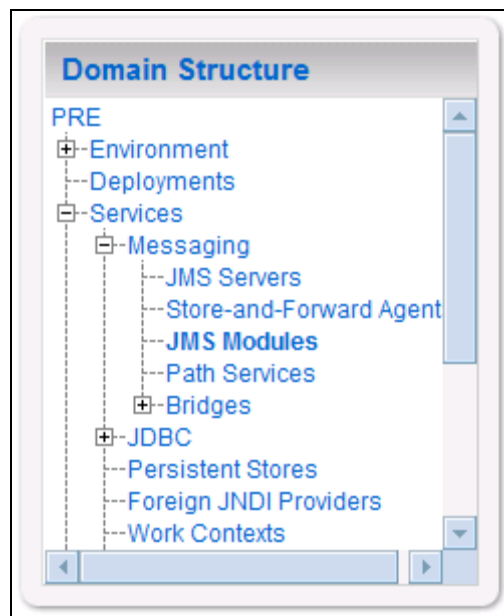 Domain Structure
PRE
Environment
Deployments
Services
Messaging
JMS Servers
Store-and-Forward Agent
JMS Modules
Path Services
Bridges
JDBC
Persistent Stores
Foreign JNDI Providers
Work Contexts